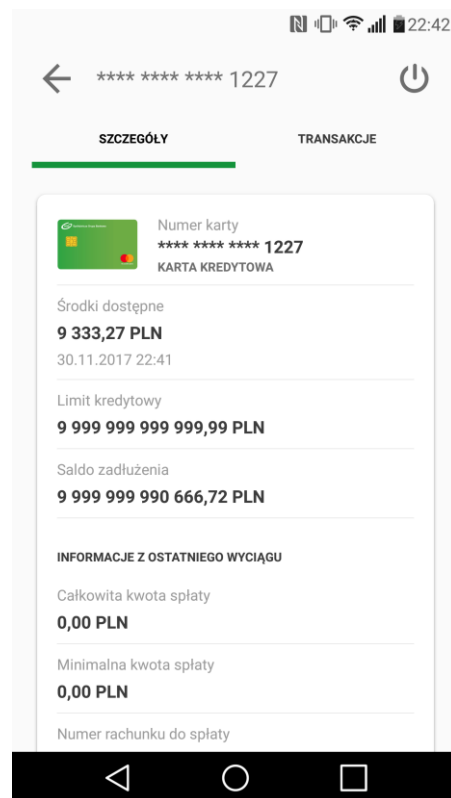 22:42
**** **** **** 1227
SZCZEGÓŁY TRANSAKCJE
Numer karty
**** **** **** 1227
KARTA KREDYTOWA
Środki dostępne
9 333,27 PLN
30.11.2017 22:41
Limit kredytowy
9 999 999 999 999,99 PLN
Saldo zadłużenia
9 999 999 990 666,72 PLN
INFORMACJE Z OSTATNIEGO WYCIĄGU
Całkowita kwota spłaty
0,00 PLN
Minimalna kwota spłaty
0,00 PLN
Numer rachunku do spłaty